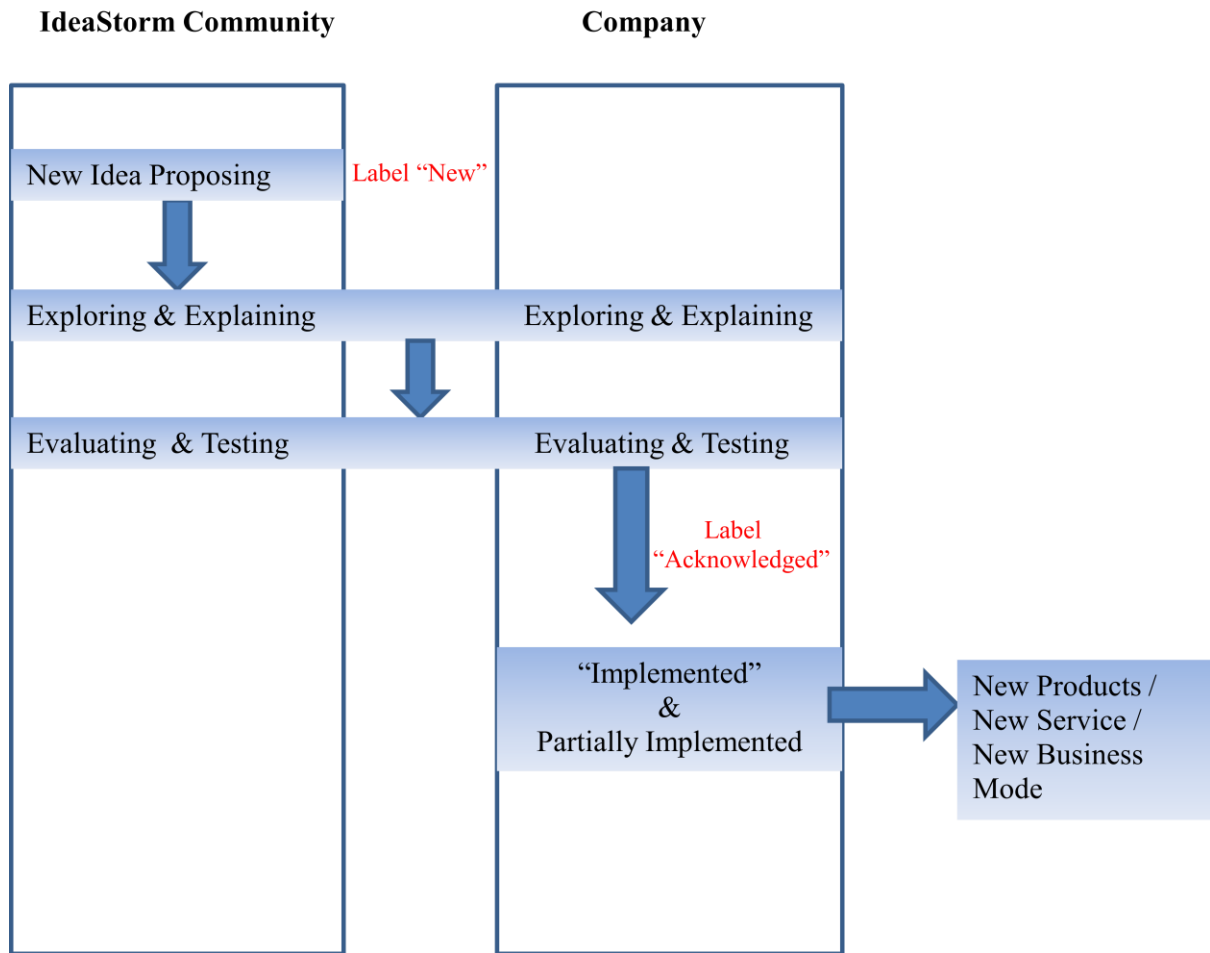 IdeaStorm Community
Company
New Idea Proposing
Label “New”
Exploring & Explaining
Exploring & Explaining
Evaluating & Testing
Evaluating & Testing
Label
“Acknowledged”
“Implemented”
&
Partially Implemented
New Products /
New Service /
New Business
Mode